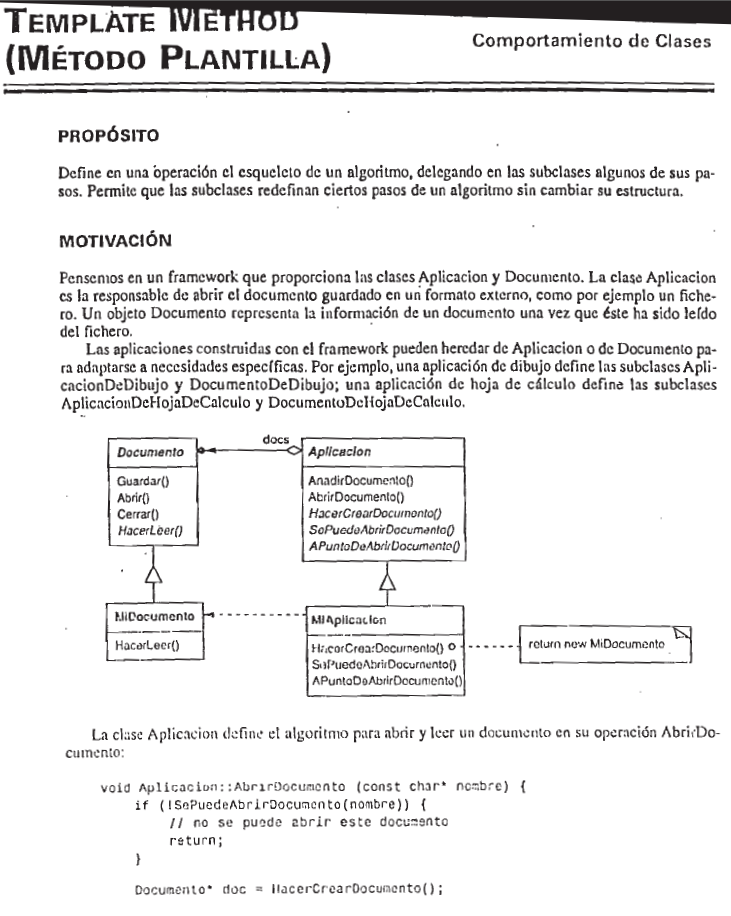 TEMPLATE METHOD
(MÉTODO PLANTILLA)
Comportamiento de Clases
PROPÓSITO
Define en una operación el esqueleto de un algoritmo, delegando en las subclases algunos de sus pa-
sos. Permite que las subclases redefinan ciertos pasos de un algoritmo sin cambiar su estructura.
MOTIVACIÓN
Pensemos en un framework que proporciona las clases Aplicacion y Documento. La clase Aplicacion
es la responsable de abrir el documento guardado en un formato externo, como por ejemplo un fiche-
ro. Un objeto Documento representa la información de un documento una vez que éste ha sido leído
del fichero.
Las aplicaciones construidas con el framework pueden heredar de Aplicacion o de Documento pa-
ra adaptarse a necesidades específicas. Por ejemplo, una aplicación de dibujo define las subclases Apli-
cacionDeDibujo y DocumentoDeDibujo; una aplicación de hoja de cálculo define las subclases
AplicacionDeHojaDeCalculo y DocumentoDeHojaDeCalculo.
Documento
Guardar()
Abrir()
Cerrar()
HacerLeer()
docs
Aplicacion
AnadirDocumento()
AbrirDocumento()
HacerCrearDocumento()
SePuedeAbrirDocumento()
APuntoDeAbrirDocumento()
MiDocumento
HacerLeer()
MiAplicacion
HacerCrearDocumento()
SePuedeAbrirDocumento()
APuntoDeAbrirDocumento()
return new MiDocumento
La clase Aplicacion define el algoritmo para abrir y leer un documento en su operación AbrirDo-
cumento:
void Aplicacion::AbrirDocumento (const char* nombre) {
if (!SePuedeAbrirDocumento(nombre)) {
// no se puede abrir este documento
return;
}
Documento* doc = HacerCrearDocumento();